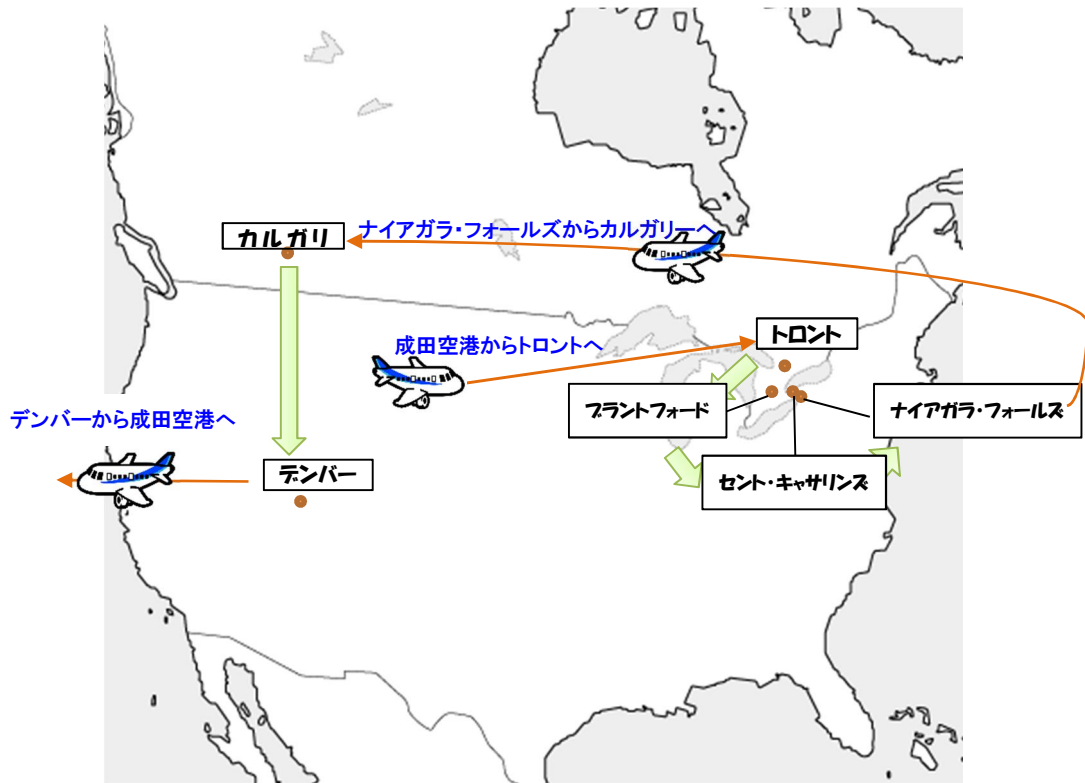 ナイアガラ・フォールズからカルガリーへ
カルガリ
成田空港からトロントへ
トロント
デンバーから成田空港へ
ブラントフォード
ナイアガラ・フォールズ
デンバー
セント・キャサリンズ